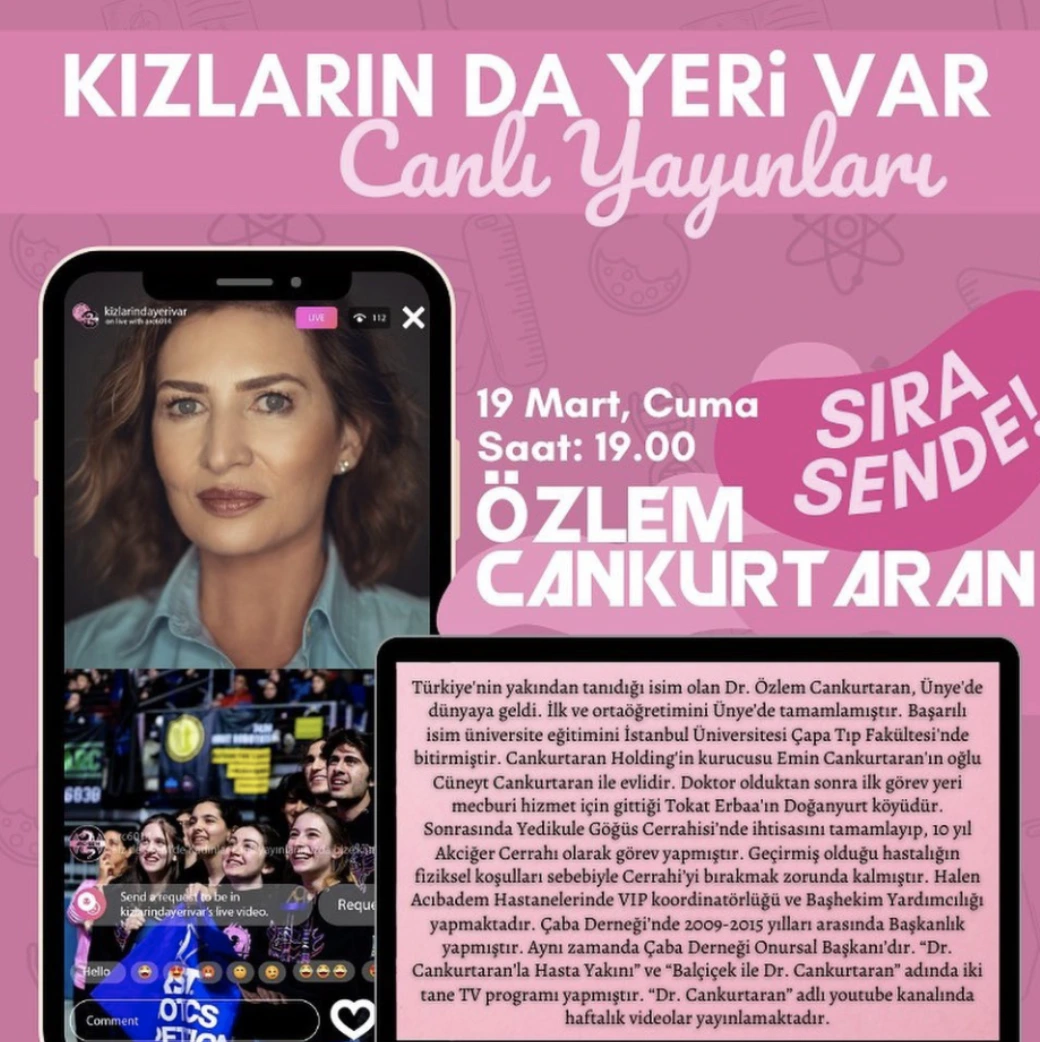 KIZLARIN DA YERİ VAR
Canlı Yayınları
kizlarindayerivar
on live with arc6014
LIVE
112
19 Mart, Cuma
Saat: 19.00
SIRA
SENDE!
ÖZLEM
CANKURTARAN
Türkiye'nin yakından tanıdığı isim olan Dr. Özlem Cankurtaran, Ünye'de
dünyaya geldi. İlk ve ortaöğretimini Ünye'de tamamlamıştır. Başarılı
isim üniversite eğitimini İstanbul Üniversitesi Çapa Tıp Fakültesi'nde
bitirmiştir. Cankurtaran Holding'in kurucusu Emin Cankurtaran'ın oğlu
Cüneyt Cankurtaran ile evlidir. Doktor olduktan sonra ilk görev yeri
mecburi hizmet için gittiği Tokat Erbaa'ın Doğanyurt köyüdür.
Sonrasında Yedikule Göğüs Cerrahisi'nde ihtisasını tamamlayıp, 10 yıl
Akciğer Cerrahı olarak görev yapmıştır. Geçirmiş olduğu hastalığın
fiziksel koşulları sebebiyle Cerrahi'yi bırakmak zorunda kalmıştır. Halen
Acıbadem Hastanelerinde VIP koordinatörlüğü ve Başhekim Yardımcılığı
yapmaktadır. Çaba Derneği'nde 2009-2015 yılları arasında Başkanlık
yapmıştır. Aynı zamanda Çaba Derneği Onursal Başkanı'dır. “Dr.
Cankurtaran'la Hasta Yakını” ve “Balçiçek ile Dr. Cankurtaran” adında iki
tane TV programı yapmıştır. “Dr. Cankurtaran” adlı youtube kanalında
haftalık videolar yayınlamaktadır.
6838
Send a request to be in
kizlarindayerivar's live video.
Reque
Hello
Comment